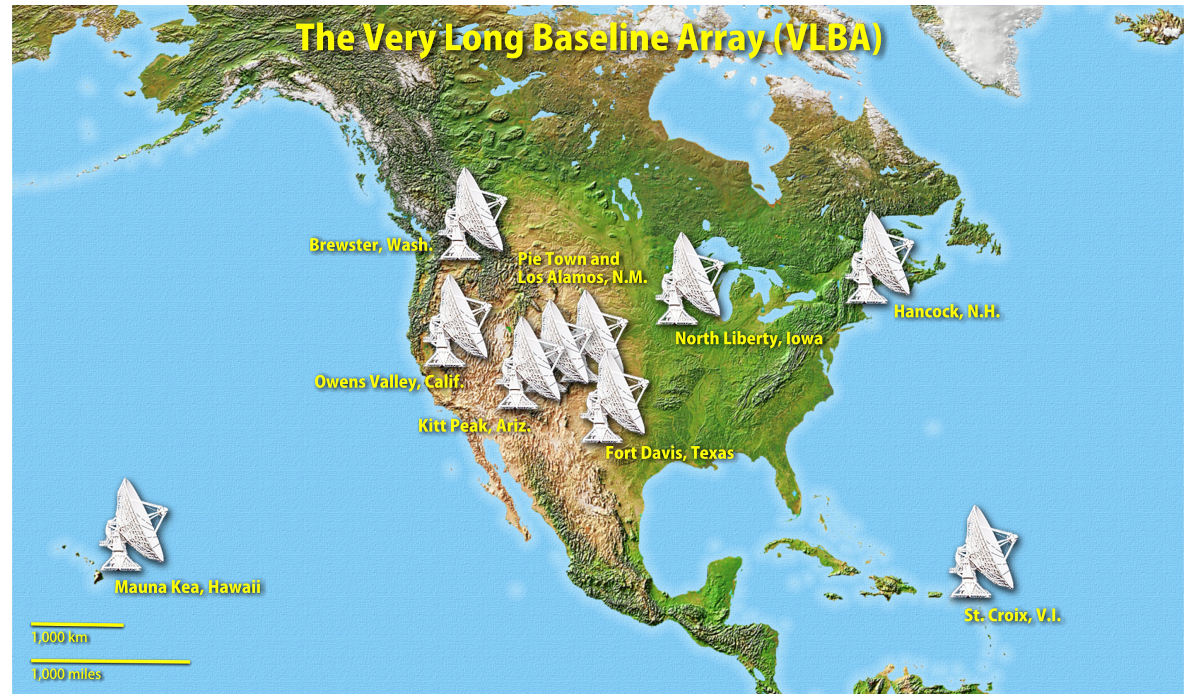 The Very Long Baseline Array (VLBA)
Brewster, Wash.
Pie Town and
Los Alamos, N.M.
Hancock, N.H.
North Liberty, Iowa
Owens Valley, Calif.
Kitt Peak, Ariz.
Fort Davis, Texas
Mauna Kea, Hawaii
St. Croix, V.I.
1,000 km
1,000 miles